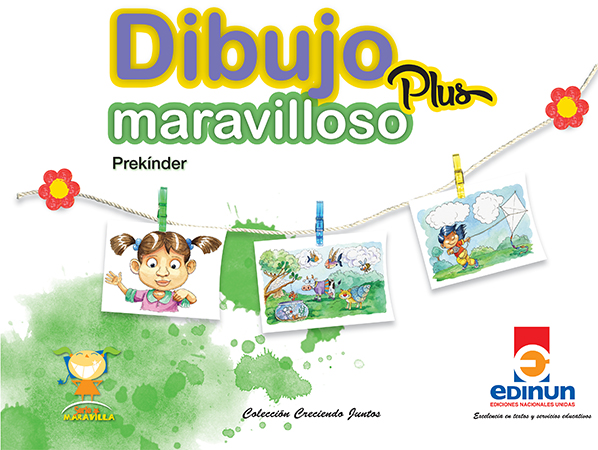 Dibujo
Plus
maravilloso
Prekínder
MARAVILLA
Colección Creciendo Juntos
eDINUN
EDICIONES NACIONALES UNIDAS
Excelencia en textos y servicios educativos